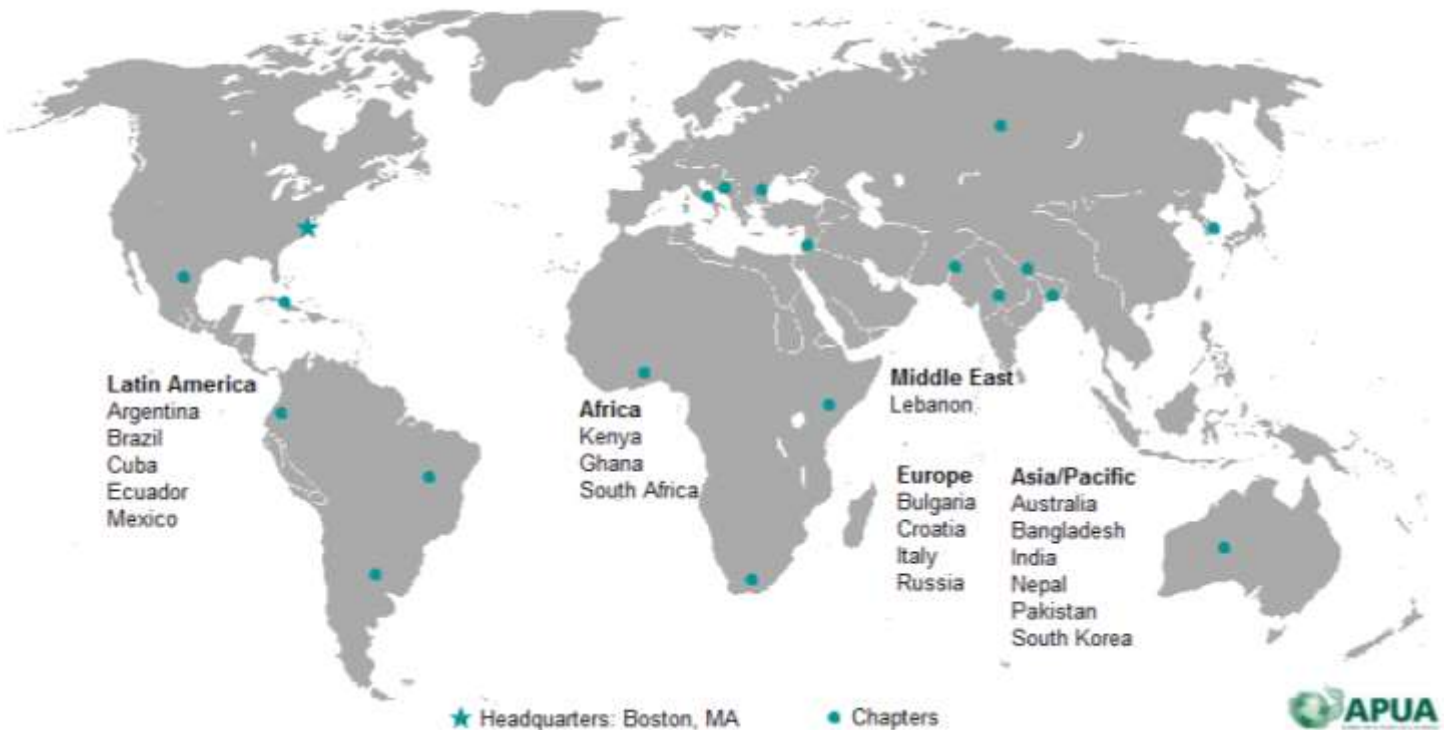 Latin America
Argentina
Brazil
Cuba
Ecuador
Mexico
Africa
Kenya
Ghana
South Africa
Middle East
Lebanon
Europe
Bulgaria
Croatia
Italy
Russia
Asia/Pacific
Australia
Bangladesh
India
Nepal
Pakistan
South Korea
Headquarters: Boston, MA
Chapters
APUA